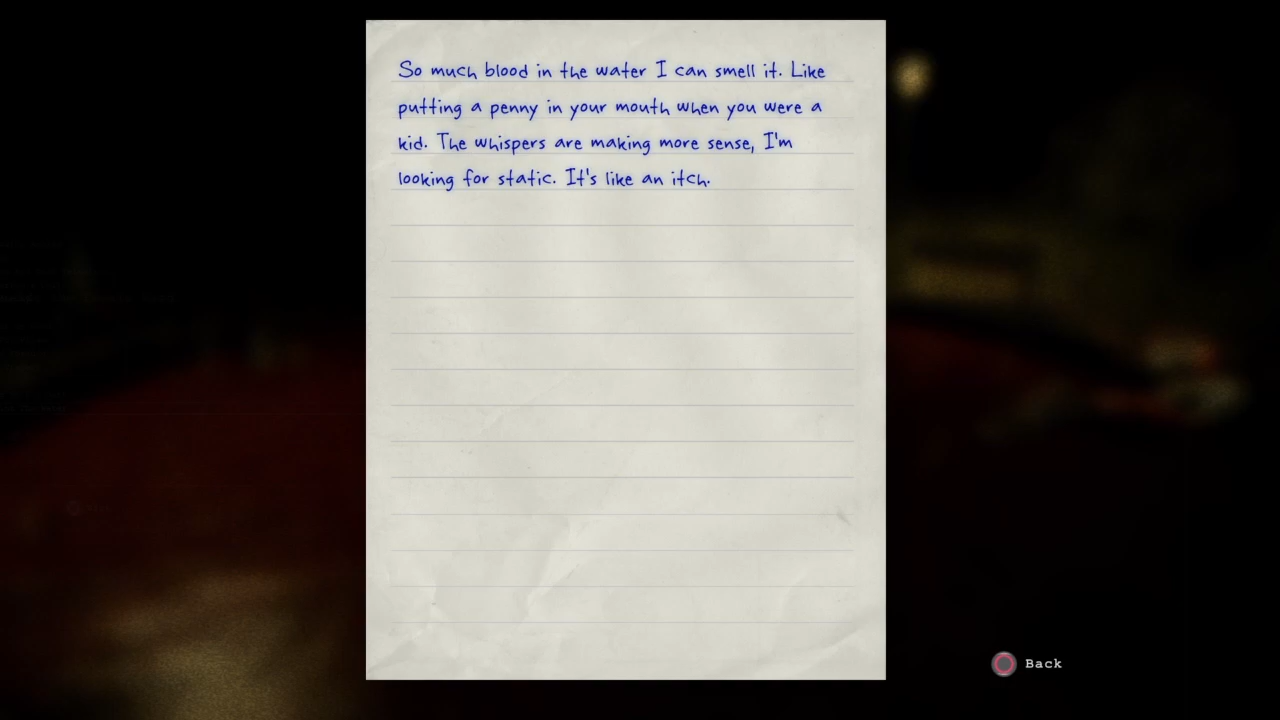 So much blood in the water I can smell it. Like
putting a penny in your mouth when you were a
kid. The whispers are making more sense, I'm
looking for static. It's like an itch.
Back